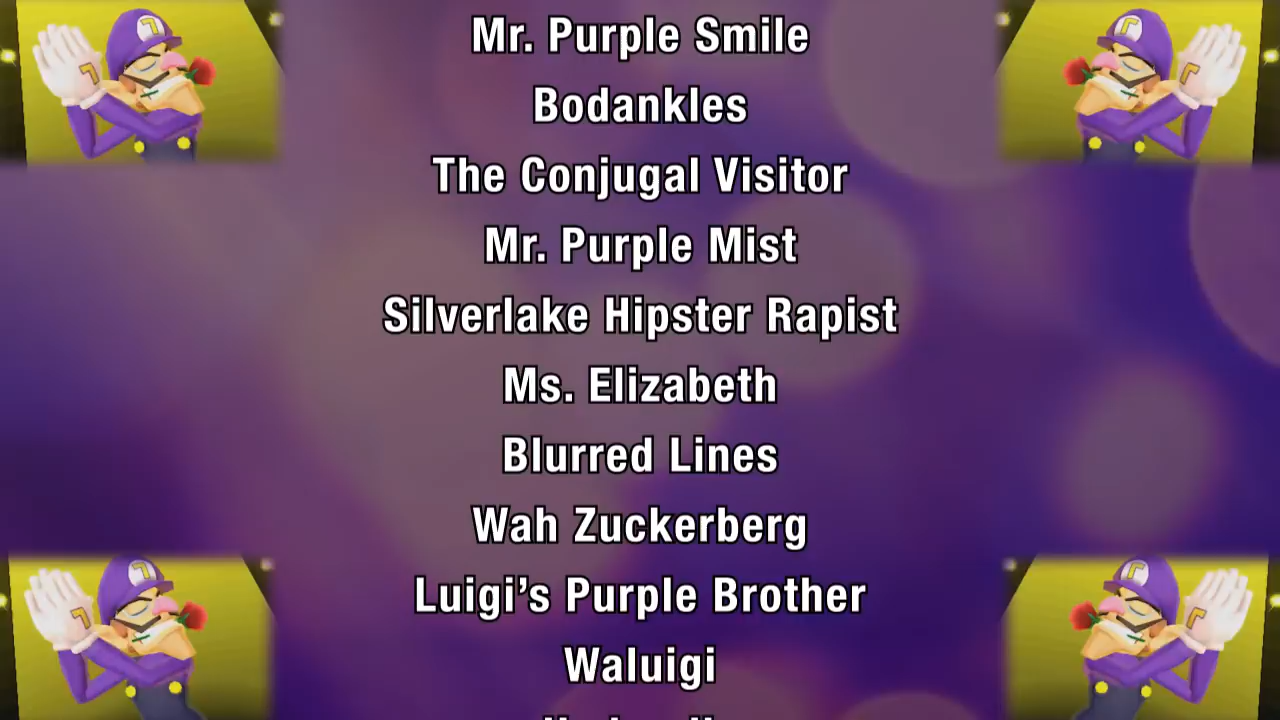 Mr. Purple Smile
Bodankles
The Conjugal Visitor
Mr. Purple Mist
Silverlake Hipster Rapist
Ms. Elizabeth
Blurred Lines
Wah Zuckerberg
Luigi’s Purple Brother
Waluigi